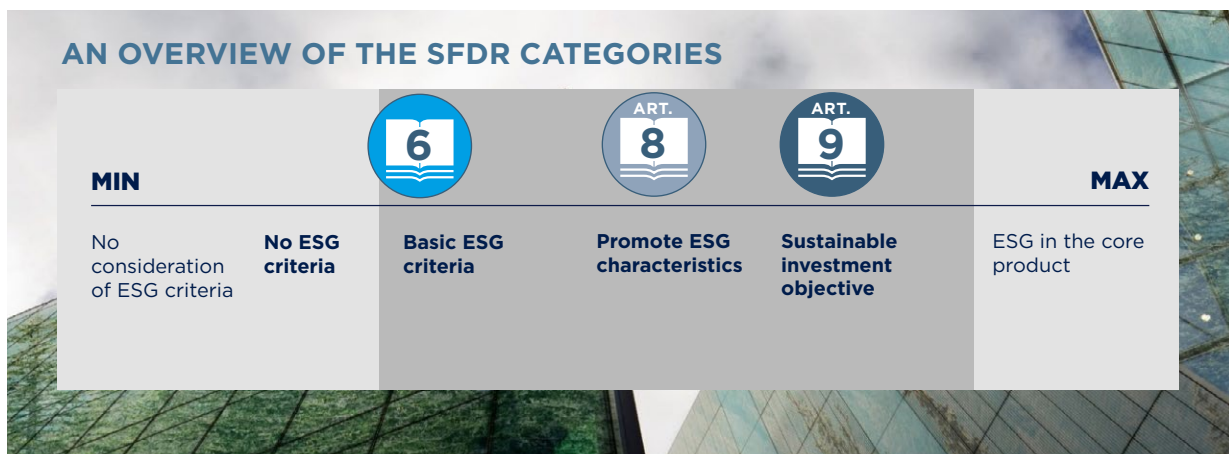 AN OVERVIEW OF THE SFDR CATEGORIES
6
ART.
8
ART.
9
MIN
MAX
No
consideration
of ESG criteria
No ESG
criteria
Basic ESG
criteria
Promote ESG
characteristics
Sustainable
investment
objective
ESG in the core
product